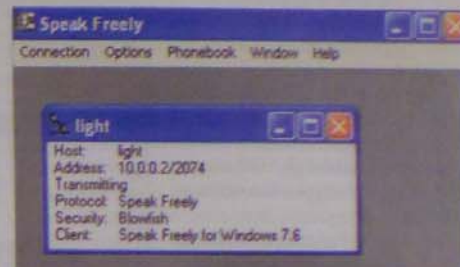 Speak Freely
Connection Options Phonebook Window Help
light
Host: light
Address: 10.0.0.2/2074
Transmitting
Protocol: Speak Freely
Security: Blowfish
Client: Speak Freely for Windows 7.6